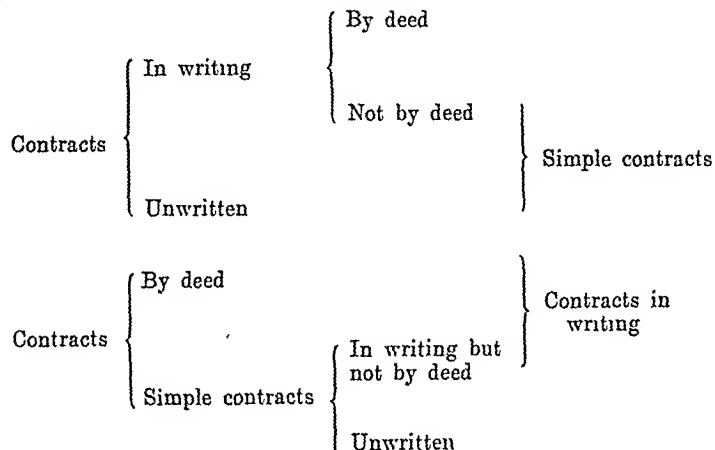 By deed
In writing
Not by deed
Contracts
Simple contracts
Unwritten
By deed
Contracts in
writing
Contracts
In writing but
not by deed
Simple contracts
Unwritten